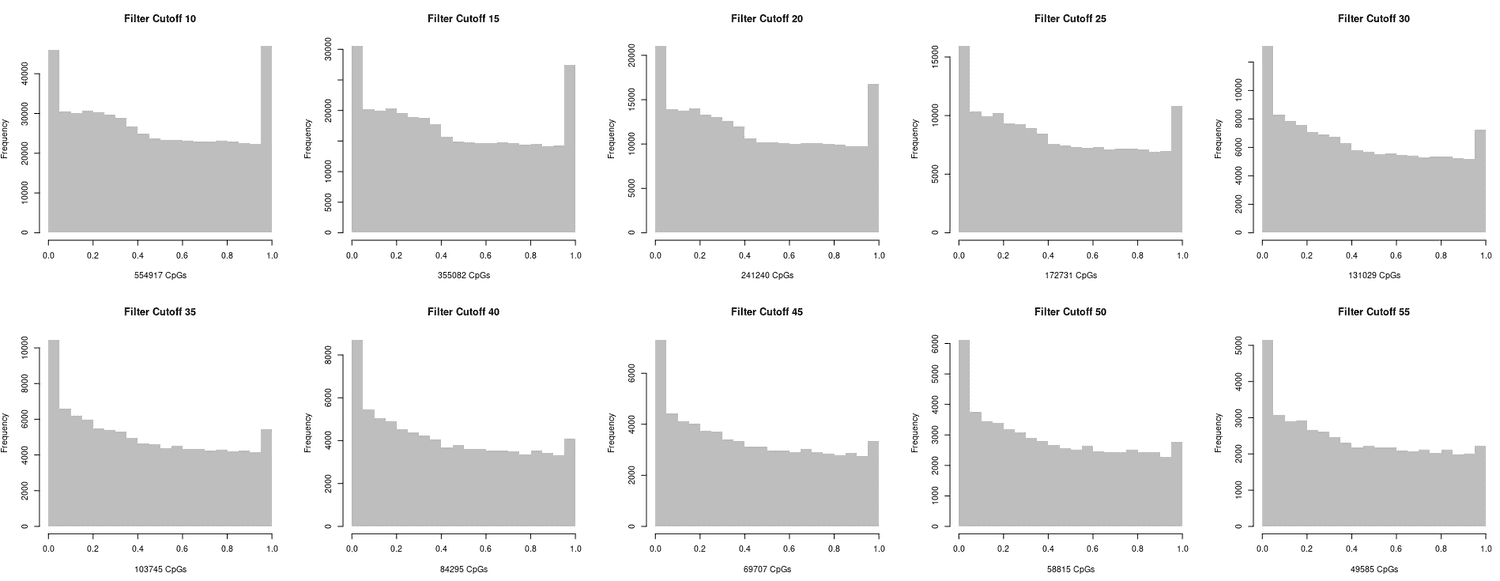 Filter Cutoff 10
Frequency
0 10000 20000 30000 40000
0.0 0.2 0.4 0.6 0.8 1.0
554917 CpGs
Filter Cutoff 15
Frequency
0 5000 10000 15000 20000 30000
0.0 0.2 0.4 0.6 0.8 1.0
355082 CpGs
Filter Cutoff 20
Frequency
0 5000 10000 15000 20000
0.0 0.2 0.4 0.6 0.8 1.0
241240 CpGs
Filter Cutoff 25
Frequency
0 5000 10000 15000
0.0 0.2 0.4 0.6 0.8 1.0
172731 CpGs
Filter Cutoff 30
Frequency
0 2000 4000 6000 8000 10000
0.0 0.2 0.4 0.6 0.8 1.0
131029 CpGs
Filter Cutoff 35
Frequency
0 2000 4000 6000 8000 10000
0.0 0.2 0.4 0.6 0.8 1.0
103745 CpGs
Filter Cutoff 40
Frequency
0 2000 4000 6000 8000
0.0 0.2 0.4 0.6 0.8 1.0
84295 CpGs
Filter Cutoff 45
Frequency
0 2000 4000 6000
0.0 0.2 0.4 0.6 0.8 1.0
69707 CpGs
Filter Cutoff 50
Frequency
0 1000 2000 3000 4000 5000 6000
0.0 0.2 0.4 0.6 0.8 1.0
58815 CpGs
Filter Cutoff 55
Frequency
0 1000 2000 3000 4000 5000
0.0 0.2 0.4 0.6 0.8 1.0
49585 CpGs